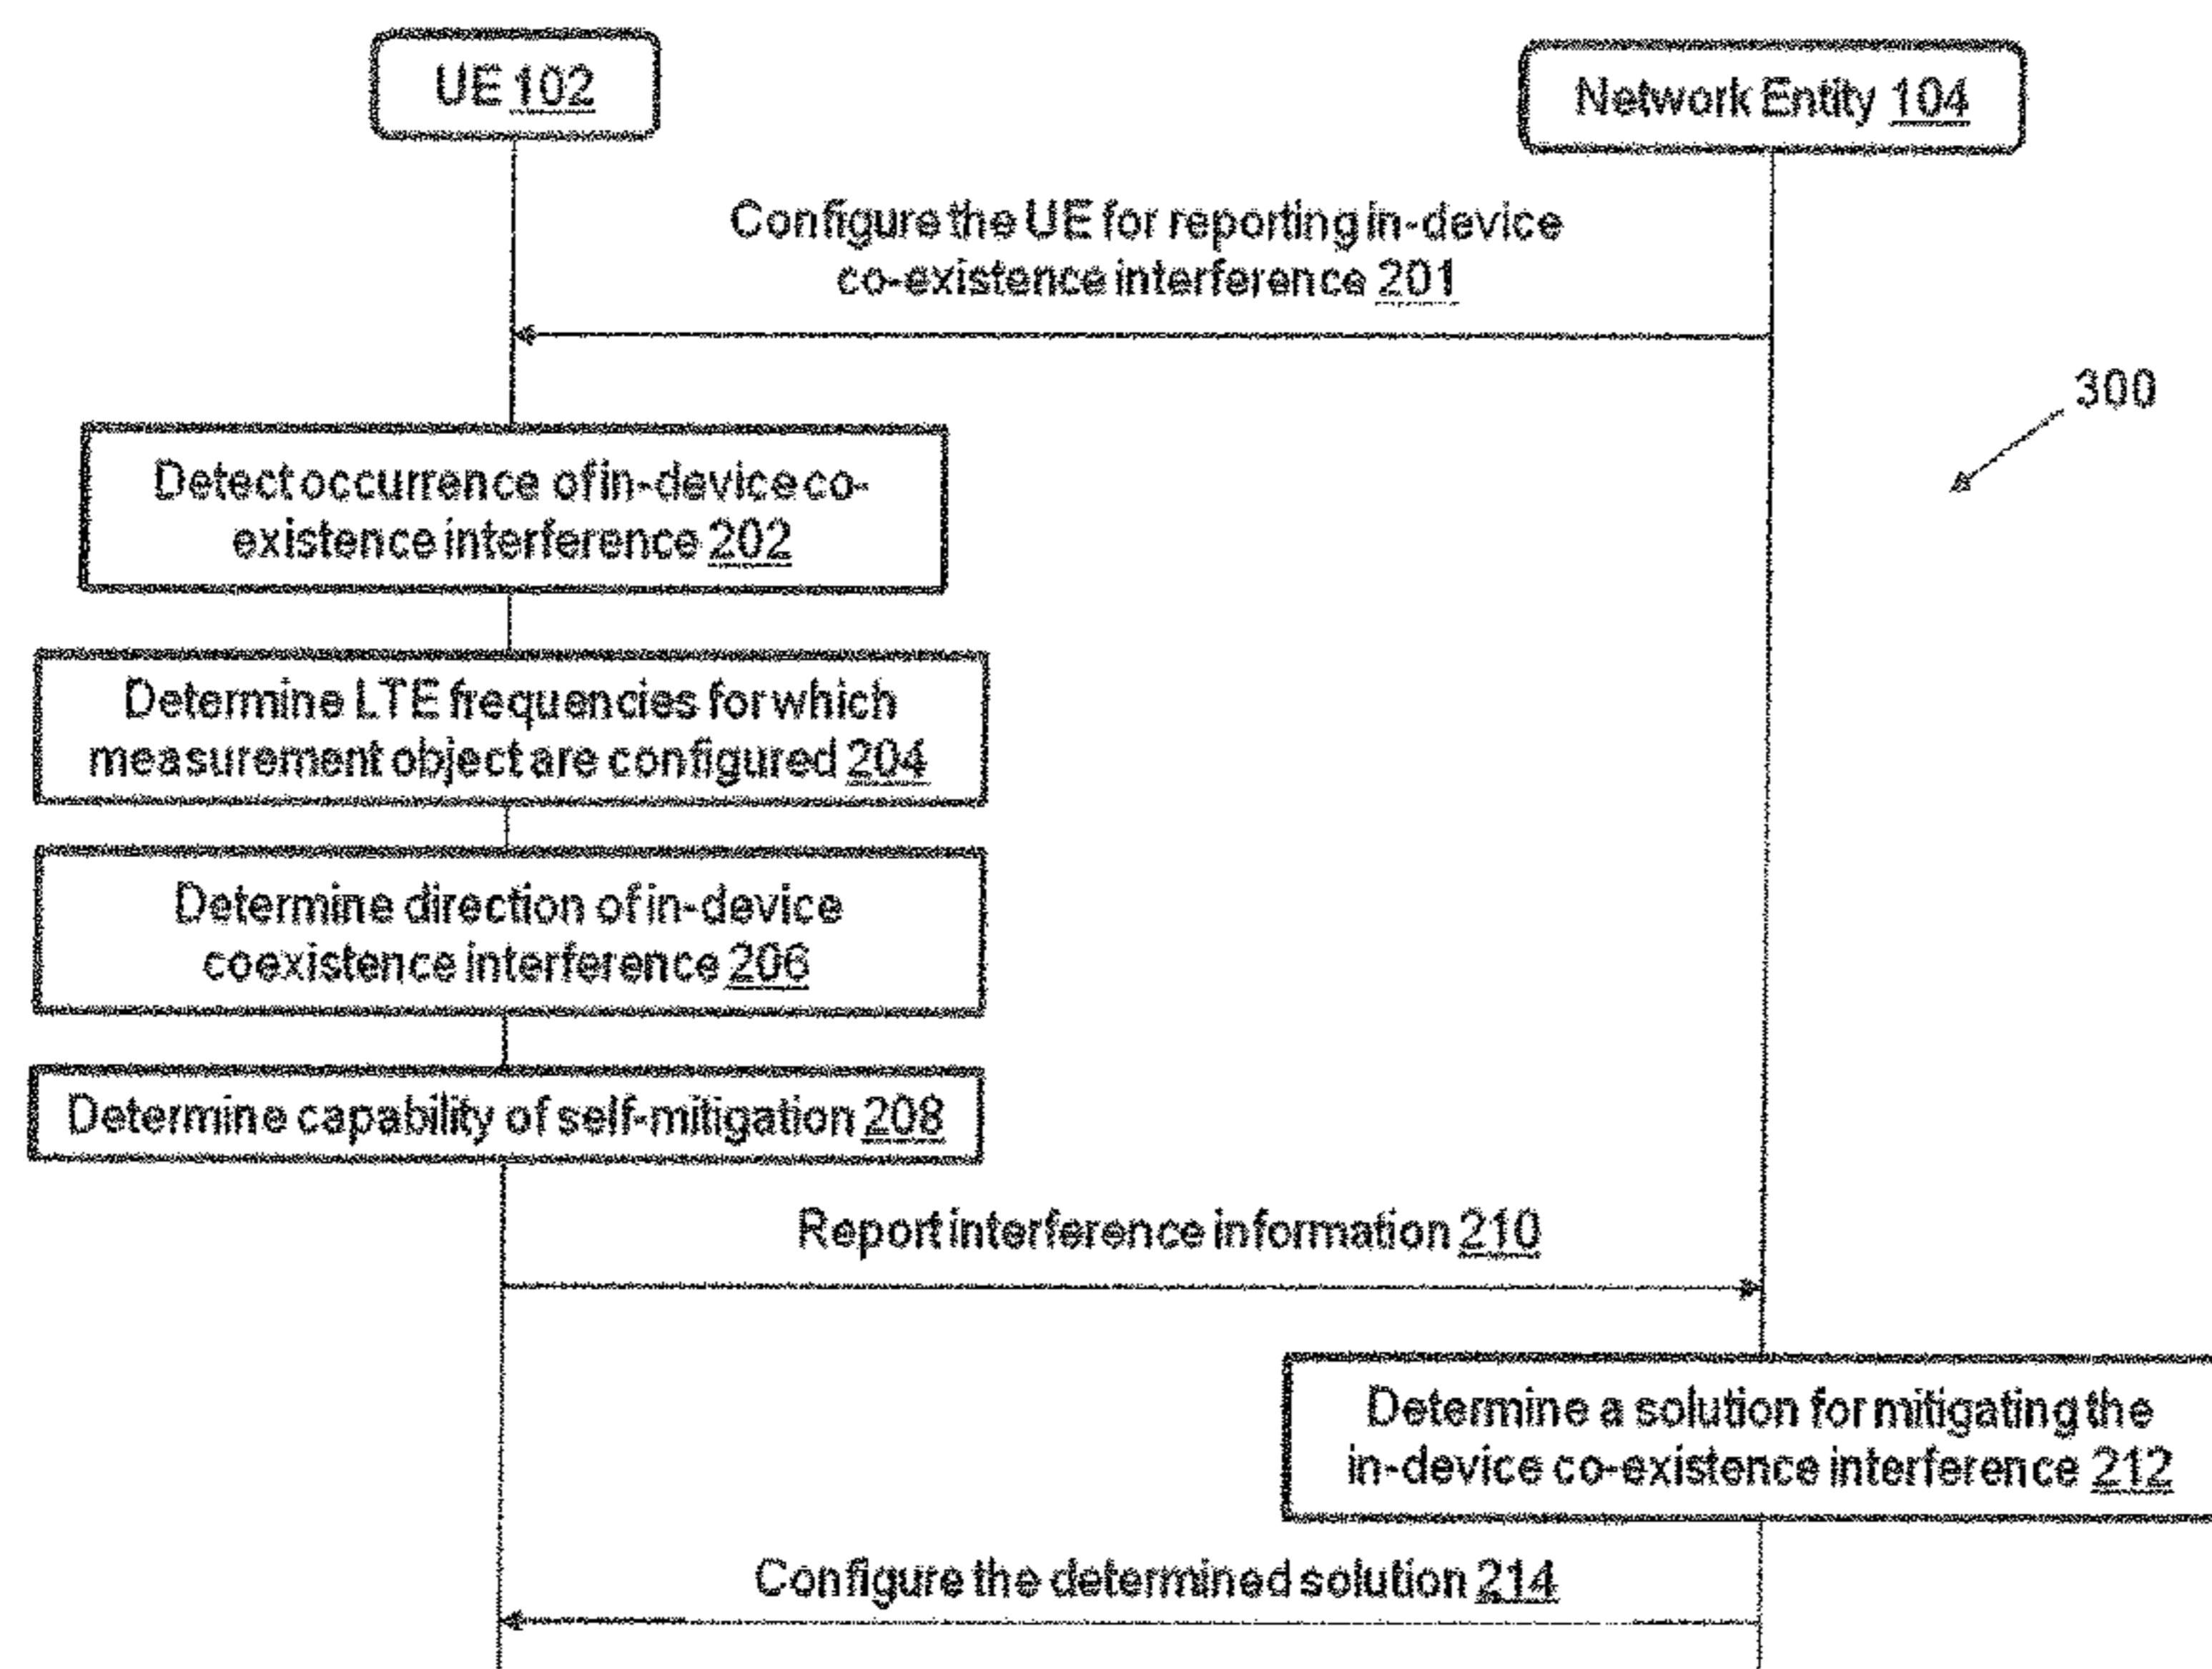 UE 102
Network Entity 104
Configure the UE for reporting in-device
co-existence interference 201
300
Detect occurrence of in-device co-
existence interference 202
Determine LTE frequencies for which
measurement object are configured 204
Determine direction of in-device
coexistence interference 206
Determine capability of self-mitigation 208
Report interference information 210
Determine a solution for mitigating the
in-device co-existence interference 212
Configure the determined solution 214